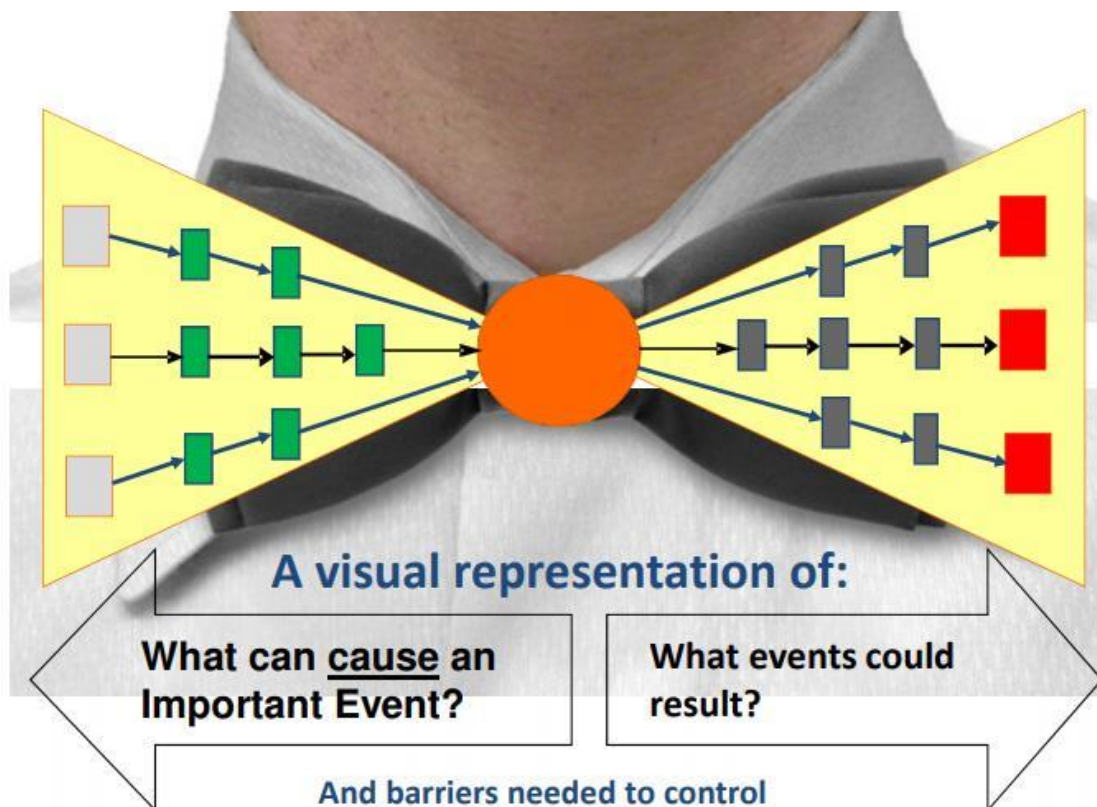 A visual representation of:
What can cause an
Important Event?
What events could
result?
And barriers needed to control